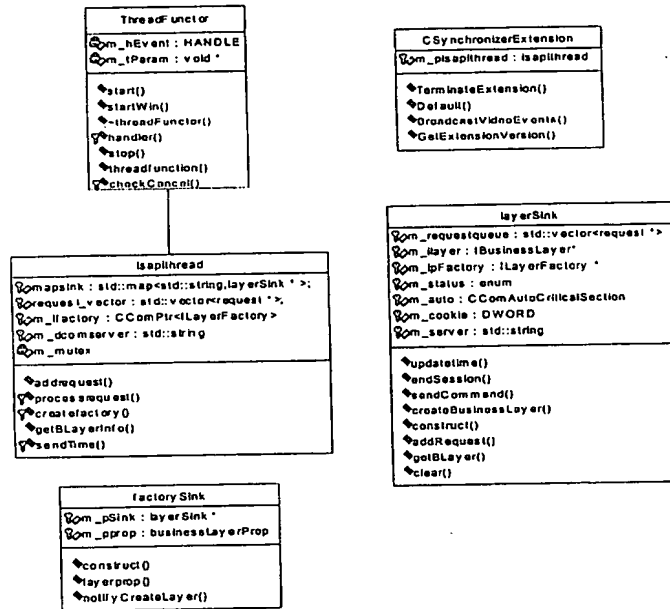 ThreadFunctor
m_hEvent : HANDLE
m_tParam : void *
start()
startWin()
~threadFunctor()
handler()
stop()
threadfunction()
checkCancel()
CSynchronizerExtension
m_pisapithread : isapithread
TerminateExtension()
Default()
BroadcastVideoEvents()
GetExtensionVersion()
isapithread
mapsink : std::map<std::string,layerSink * >;
request_vector : std::vector<request *>;
m_ifactory : CComPtr<ILayerFactory>
m_dcomserver : std::string
m_mutex
addrequest()
processrequest()
createfactory()
getBLayerInfo()
sendTime()
layerSink
m_requestqueue : std::vector<request *>
m_ilayer : IBusinessLayer*
m_lpFactory : ILayerFactory *
m_status : enum
m_auto : CComAutoCriticalSection
m_cookie : DWORD
m_server : std::string
updatetime()
endSession()
sendCommand()
createBusinessLayer()
construct()
addRequest()
getBLayer()
clear()
factorySink
m_pSink : layerSink *
m_pprop : businessLayerProp
construct()
layerprop()
notifyCreateLayer()